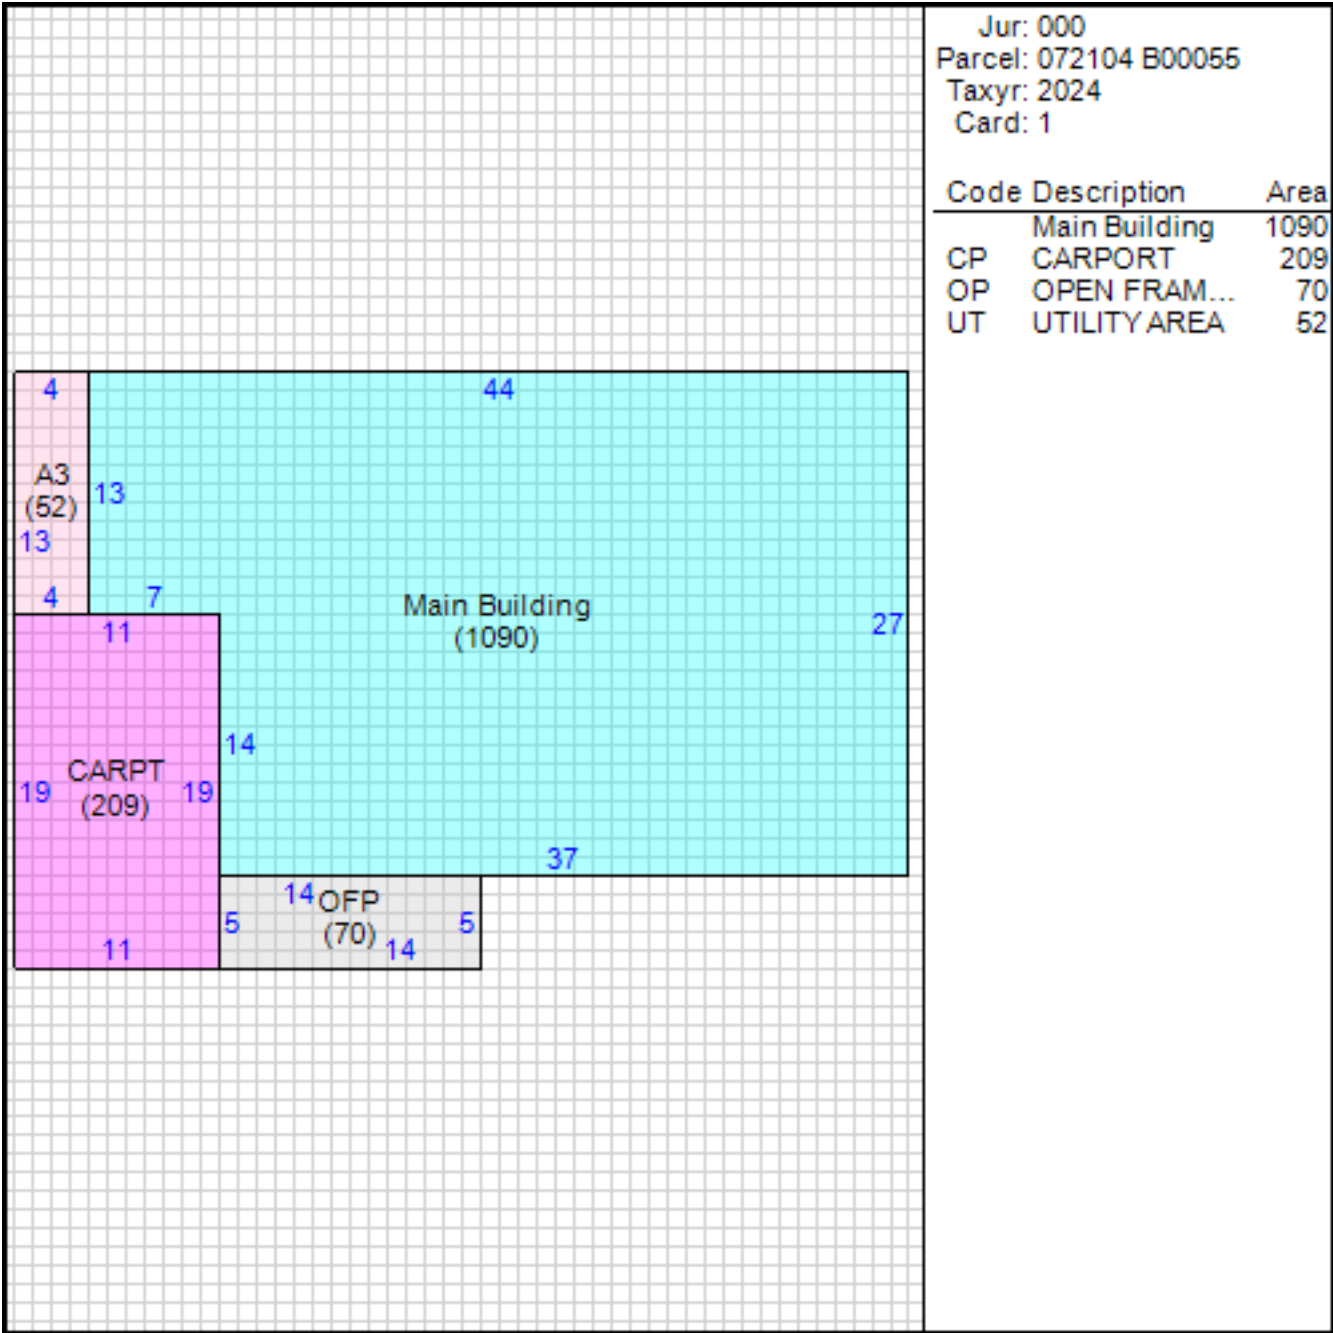 Jur: 000
Parcel: 072104 B00055
Taxyr: 2024
Card: 1
Code Description Area
Main Building 1090
CP CARPORT 209
OP OPEN FRAM... 70
UT UTILITY AREA 52
4
44
A3
(52)
13
13
4
7
11
Main Building
(1090)
27
14
CARPT
(209)
19
19
37
14
OFP
(70)
5
5
14
11